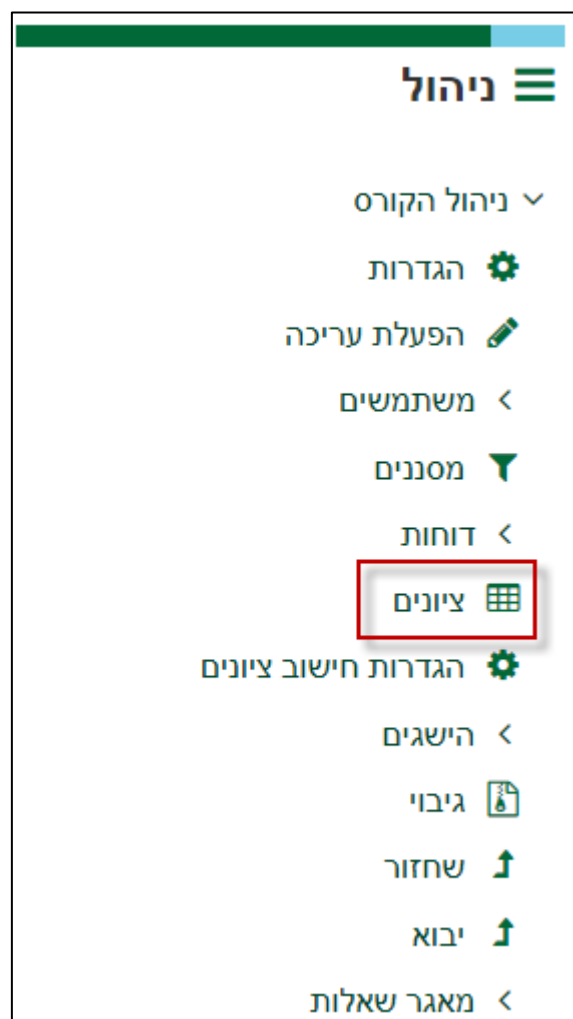 ניהול
ניהול הקורס
הגדרות
הפעלת עריכה
משתמשים
מסננים
דוחות
ציונים
הגדרות חישוב ציונים
הישגים
גיבוי
שחזור
יבוא
מאגר שאלות